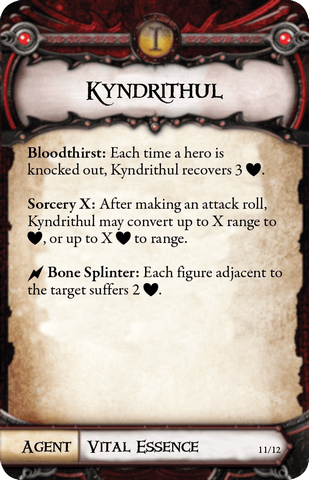 I
Kyndrithul
Bloodthirst: Each time a hero is
knocked out, Kyndrithul recovers 3 ♥.
Sorcery X: After making an attack roll,
Kyndrithul may convert up to X range to
♥, or up to X ♥ to range.
Bone Splinter: Each figure adjacent to
the target suffers 2 ♥.
Agent Vital Essence 11/12